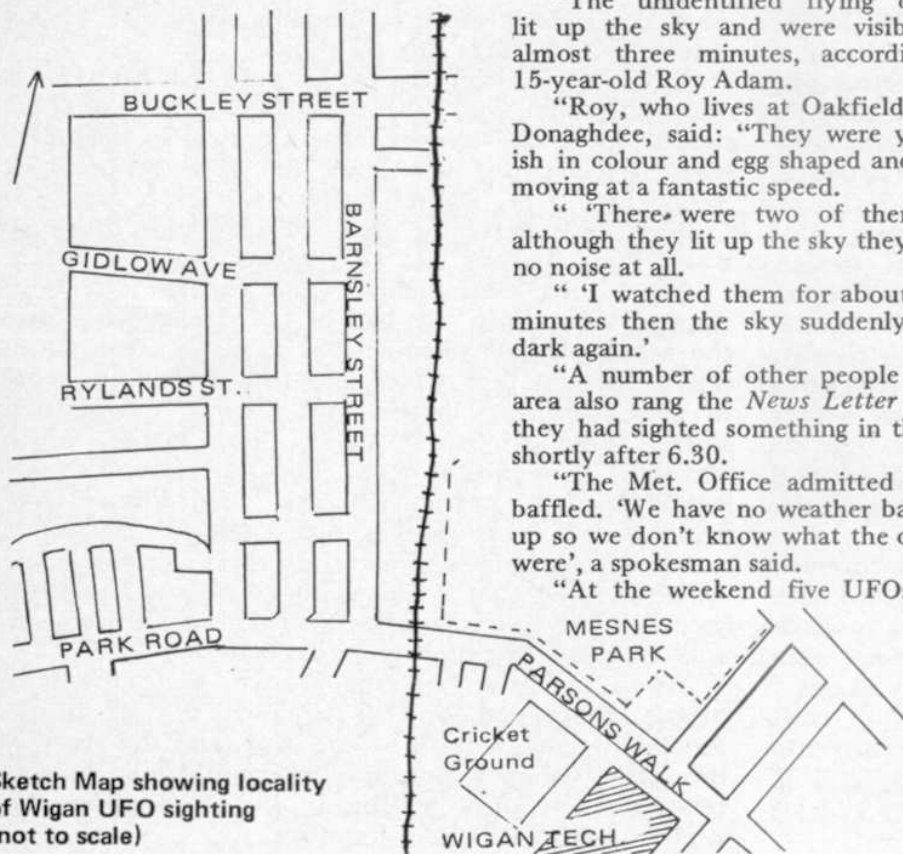 BUCKLEY STREET
GIDLOW AVE
BARNSLEY STREET
RYLANDS ST.
PARK ROAD
MESNES
PARK
PARSONS WALK
Cricket
Ground
WIGAN TECH.
Sketch Map showing locality
of Wigan UFO sighting
(not to scale)
The unidentified flying
lit up the sky and were
almost three minutes,
15-year-old Roy Adam.
"Roy, who lives at Oakfield
Donaghdee, said: "They were
ish in colour and egg shaped and
moving at a fantastic speed.
" 'There were two of
although they lit up the sky they
no noise at all.
" 'I watched them for about
minutes then the sky suddenly
dark again.'
"A number of other people
area also rang the News Letter
they had sighted something in
shortly after 6.30.
"The Met. Office admitted
baffled. 'We have no weather
up so we don't know what the
were', a spokesman said.
"At the weekend five